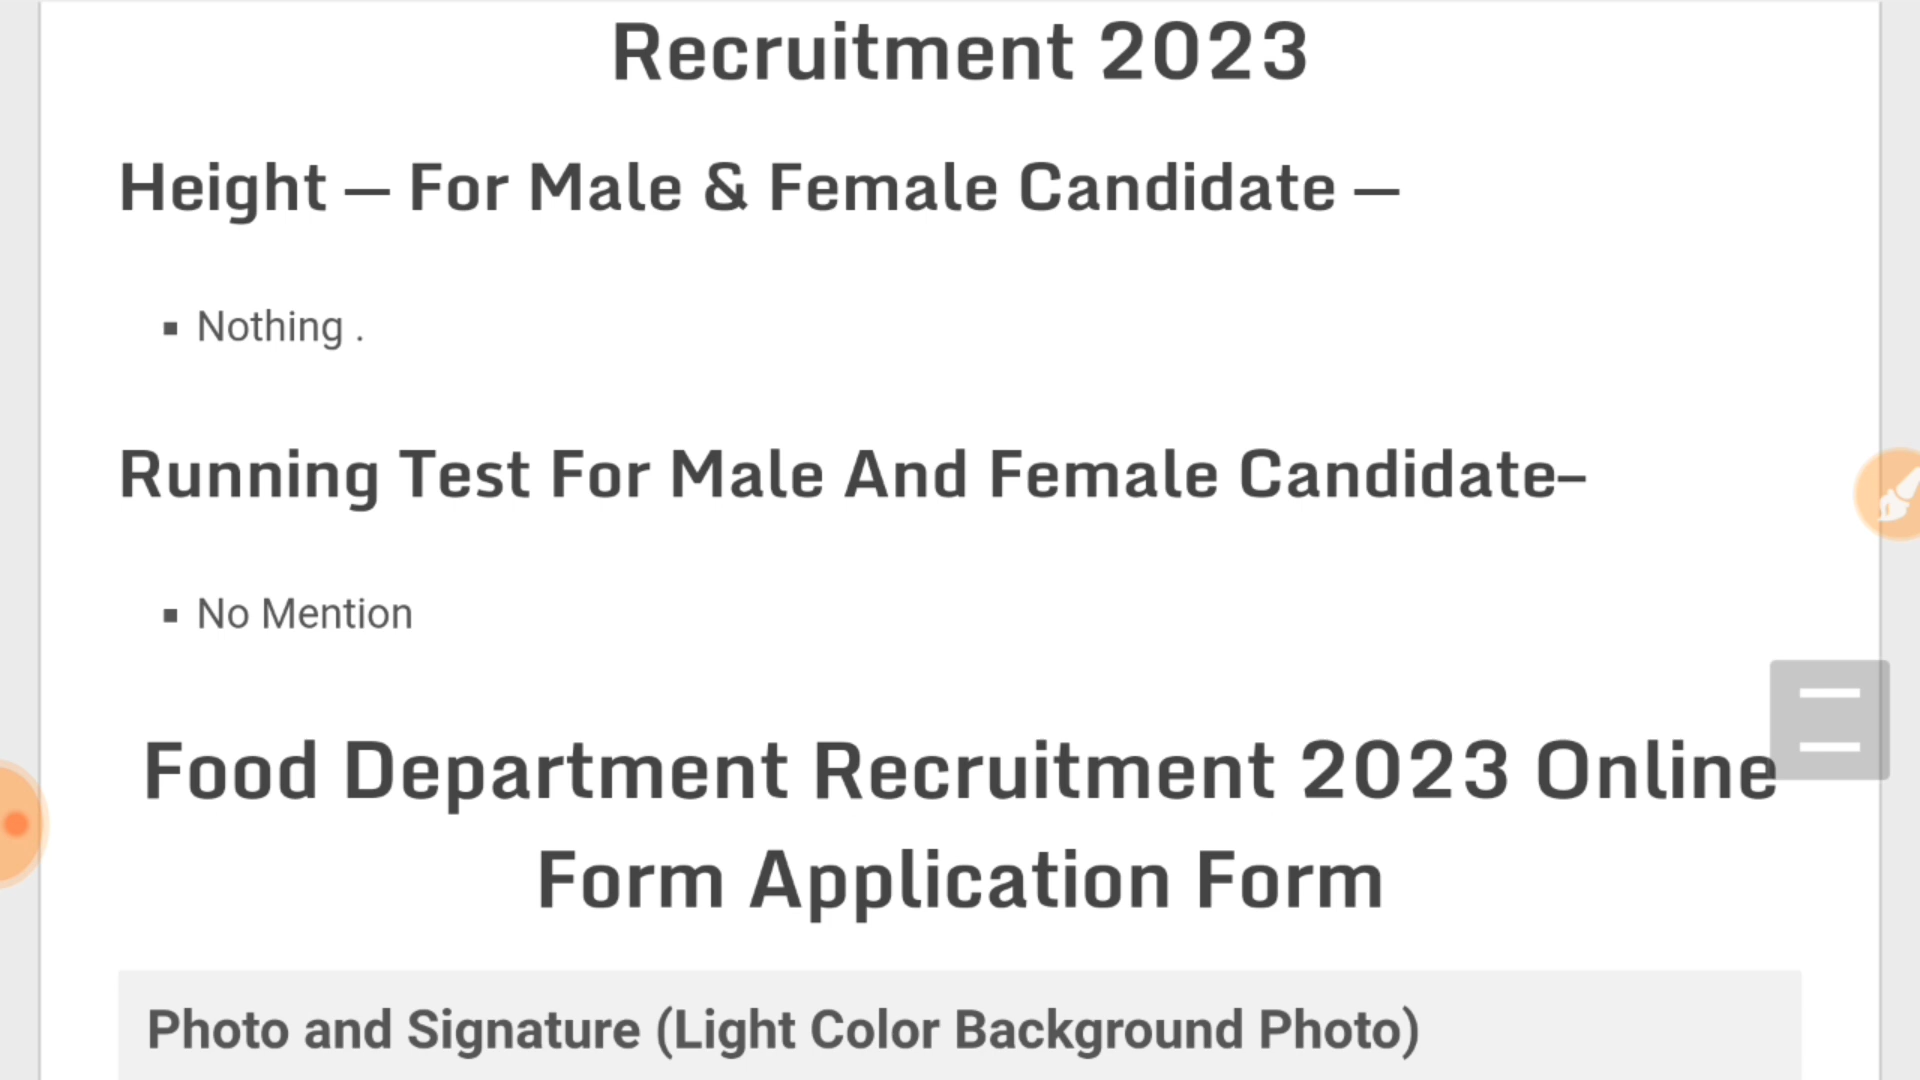 Recruitment 2023
Height — For Male & Female Candidate —
Nothing .
Running Test For Male And Female Candidate–
No Mention
Food Department Recruitment 2023 Online
Form Application Form
Photo and Signature (Light Color Background Photo)